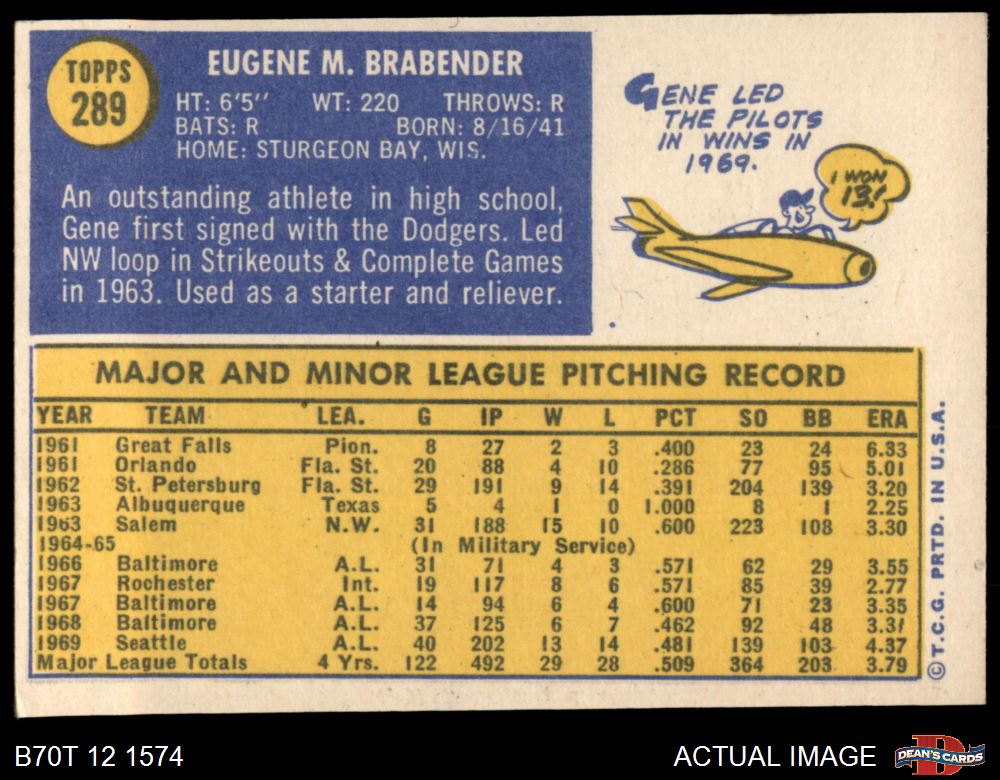 TOPPS
289
EUGENE M. BRABENDER
HT: 6'5'' WT: 220 THROWS: R
BATS: R BORN: 8/16/41
HOME: STURGEON BAY, WIS.
An outstanding athlete in high school,
Gene first signed with the Dodgers. Led
NW loop in Strikeouts & Complete Games
in 1963. Used as a starter and reliever.
GENE LED
THE PILOTS
IN WINS IN
1969.
I WON
13!
MAJOR AND MINOR LEAGUE PITCHING RECORD
YEAR TEAM LEA. G IP W L PCT SO BB ERA
1961 Great Falls Pion. 8 27 2 3 .400 23 24 6.33
1961 Orlando Fla. St. 20 88 4 10 .286 77 95 5.01
1962 St. Petersburg Fla. St. 29 191 9 14 .391 204 139 3.20
1963 Albuquerque Texas 5 4 1 0 1.000 8 1 2.25
1963 Salem N.W. 31 188 15 10 .600 223 108 3.30
1964-65 (In Military Service)
1966 Baltimore A.L. 31 71 4 3 .571 62 29 3.55
1967 Rochester Int. 19 117 8 6 .571 85 39 2.77
1967 Baltimore A.L. 14 94 6 4 .600 71 23 3.35
1968 Baltimore A.L. 37 125 6 7 .462 92 48 3.31
1969 Seattle A.L. 40 202 13 14 .481 139 103 4.37
Major League Totals 4 Yrs. 122 492 29 28 .509 364 203 3.79
©T.C.G. PRTD. IN U.S.A.
B70T 12 1574
ACTUAL IMAGE
D
DEAN'S CARDS